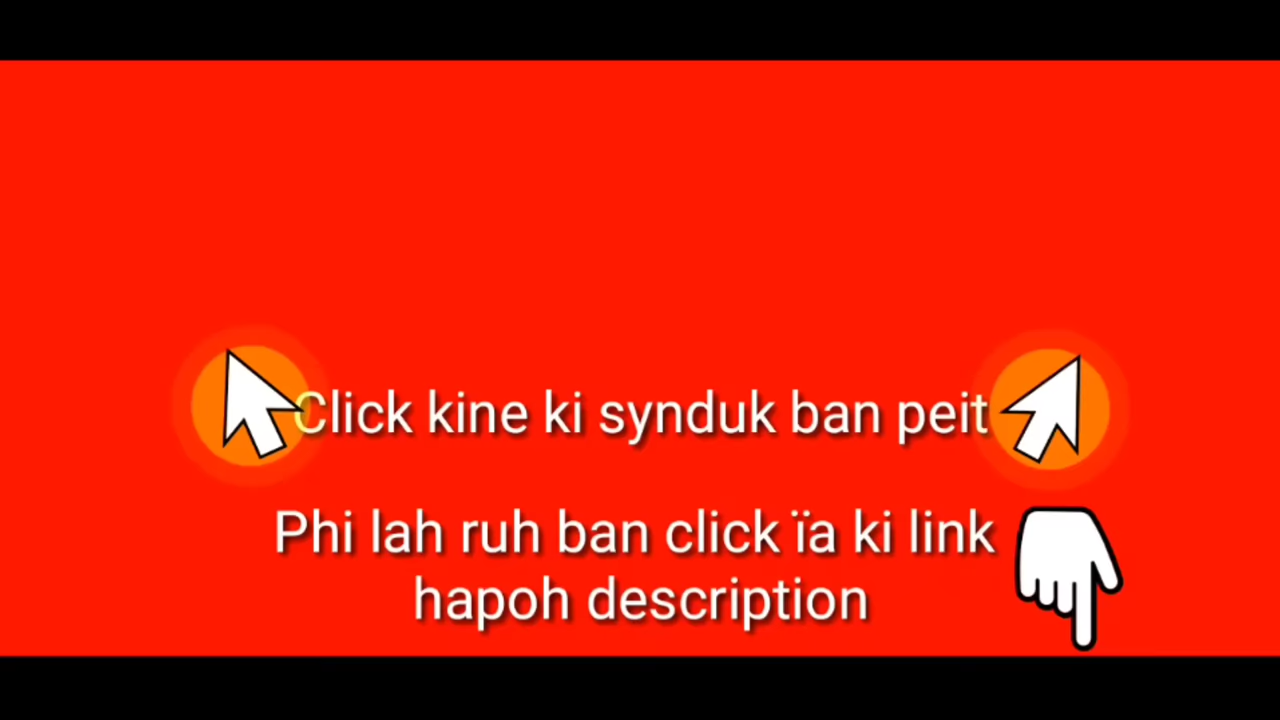 Click kine ki synduk ban peit
Phi lah ruh ban click ïa ki link
hapoh description